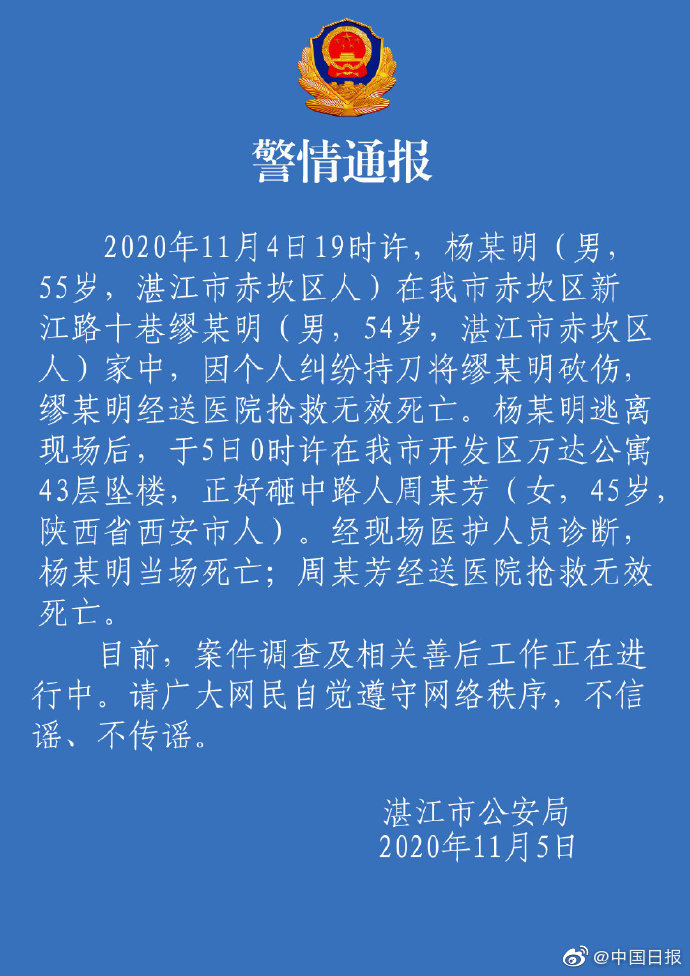 警情通报
2020年11月4日19时许，杨某明（男，
55岁，湛江市赤坎区人）在我市赤坎区新
江路十巷缪某明（男，54岁，湛江市赤坎区
人）家中，因个人纠纷持刀将缪某明砍伤，
缪某明经送医院抢救无效死亡。杨某明逃离
现场后，于5日0时许在我市开发区万达公寓
43层坠楼，正好砸中路人周某芳（女，45岁，
陕西省西安市人）。经现场医护人员诊断，
杨某明当场死亡；周某芳经送医院抢救无效
死亡。
目前，案件调查及相关善后工作正在进
行中。请广大网民自觉遵守网络秩序，不信
谣、不传谣。
湛江市公安局
2020年11月5日
@中国日报